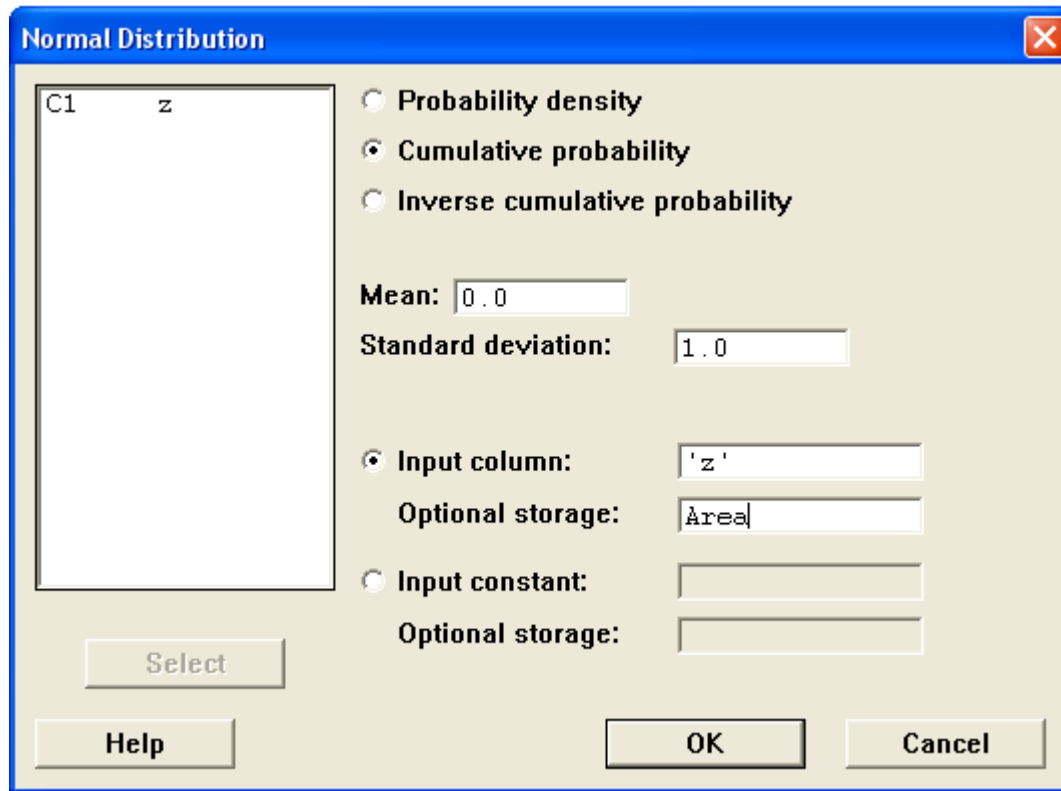 Normal Distribution
C1 z
Probability density
Cumulative probability
Inverse cumulative probability
Mean: 0.0
Standard deviation: 1.0
Input column: 'z'
Optional storage: Area
Input constant:
Optional storage:
Select
Help OK Cancel